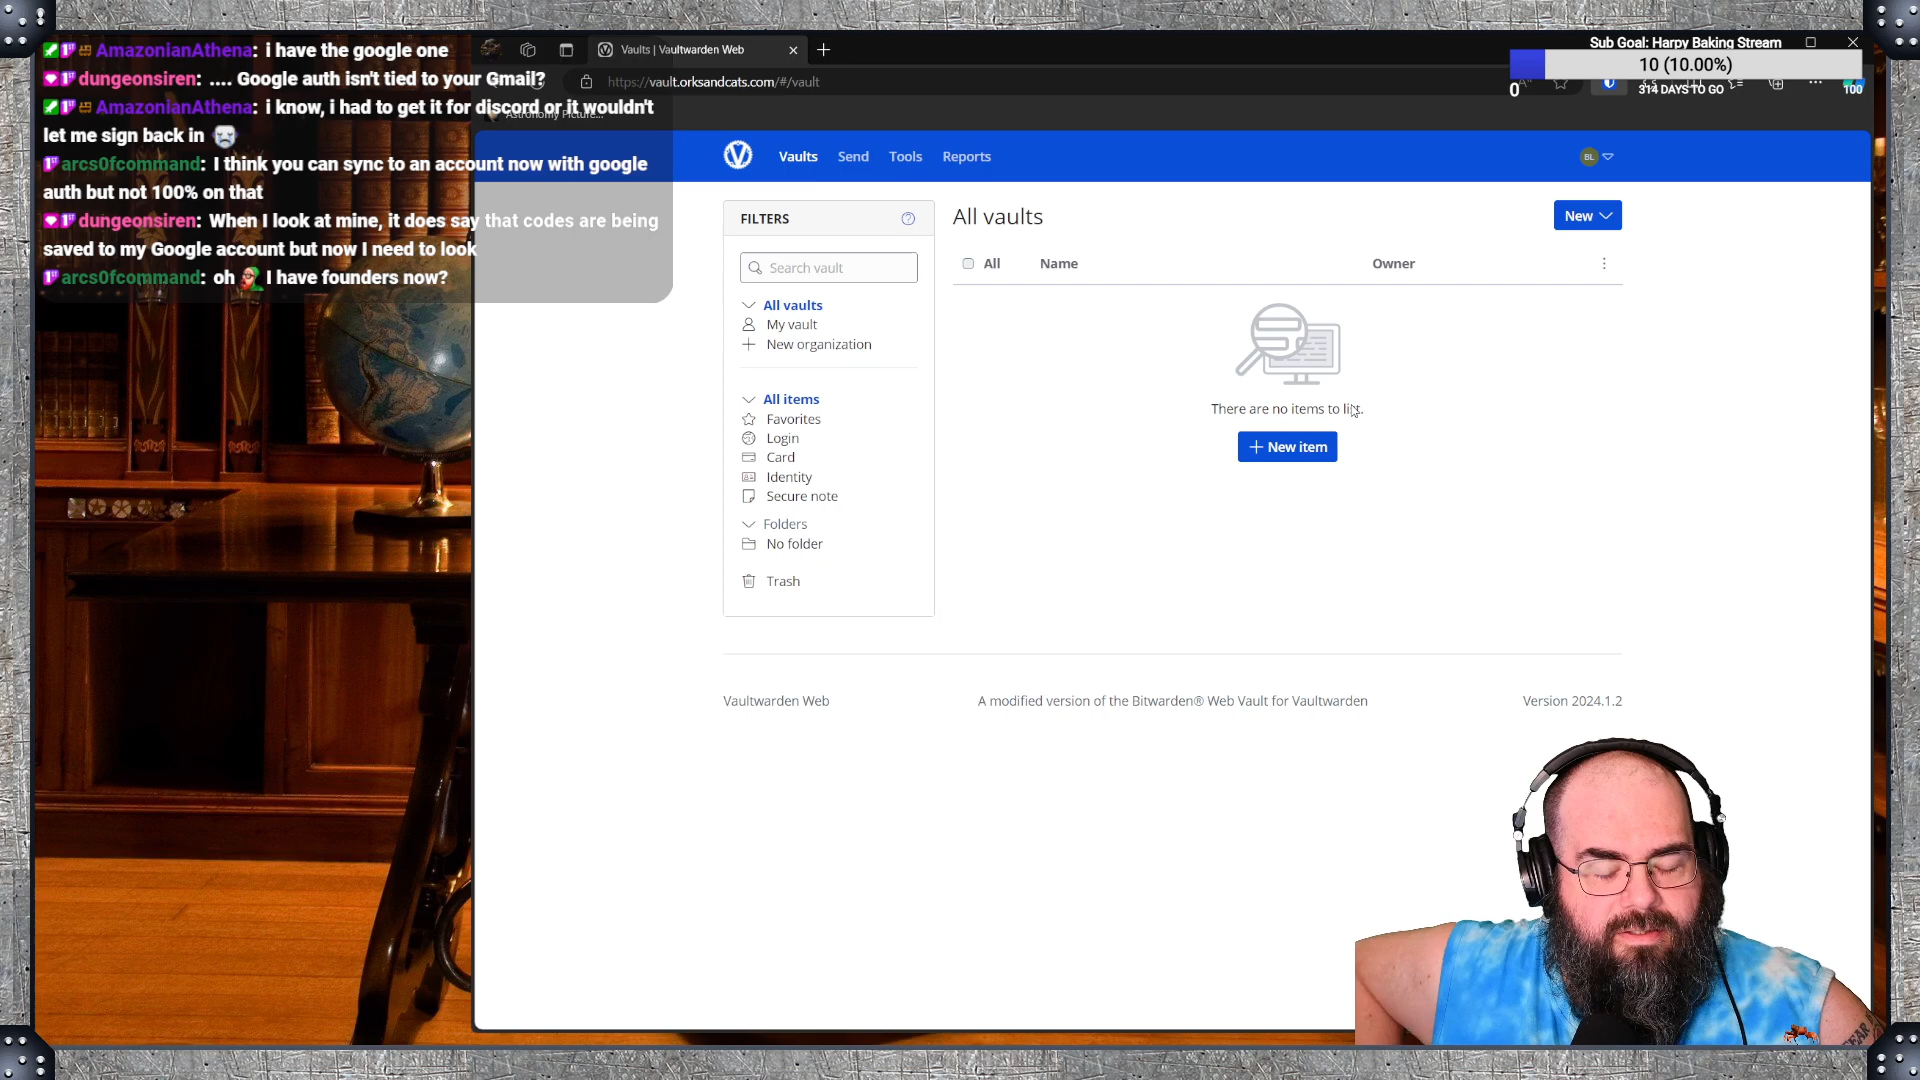 AmazonianAthena: i have the google one
dungeonsiren: .... Google auth isn't tied to your Gmail?
AmazonianAthena: i know, i had to get it for discord or it wouldn't
let me sign back in
arcs0fcommand: I think you can sync to an account now with google
auth but not 100% on that
dungeonsiren: When I look at mine, it does say that codes are being
saved to my Google account but now I need to look
arcs0fcommand: oh I have founders now?
Vaults | Vaultwarden Web
https://vault.orksandcats.com/#/vault
Astronomy Picture...
Sub Goal: Harpy Baking Stream
10 (10.00%)
0
314 DAYS TO GO
100
Vaults
Send
Tools
Reports
BL
FILTERS
Search vault
All vaults
My vault
New organization
All items
Favorites
Login
Card
Identity
Secure note
Folders
No folder
Trash
All vaults
New
All
Name
Owner
There are no items to list.
New item
Vaultwarden Web
A modified version of the Bitwarden® Web Vault for Vaultwarden
Version 2024.1.2